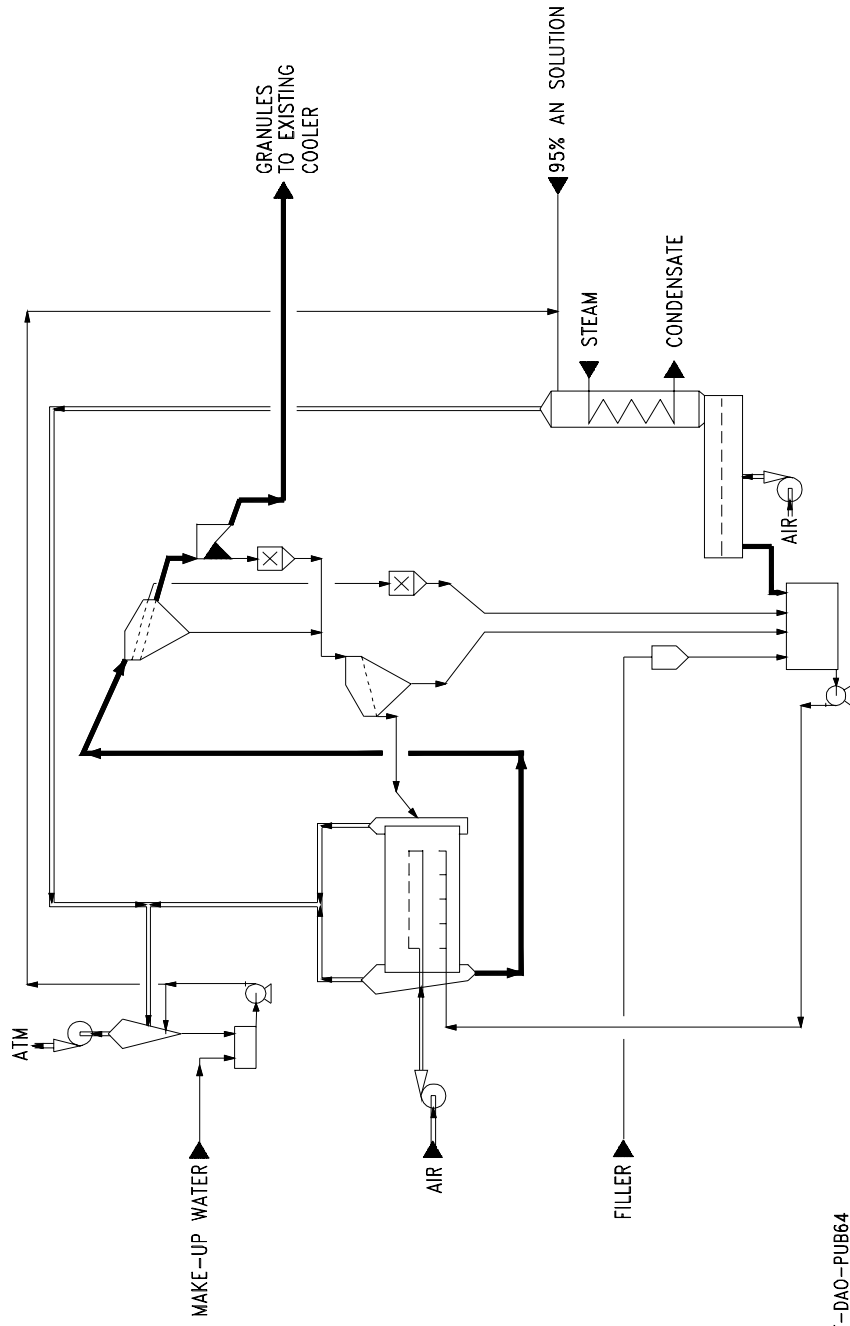 ATM
MAKE-UP WATER
AIR
FILLER
GRANULES
TO EXISTING
COOLER
95% AN SOLUTION
STEAM
CONDENSATE
AIR
-DAO-PUB64